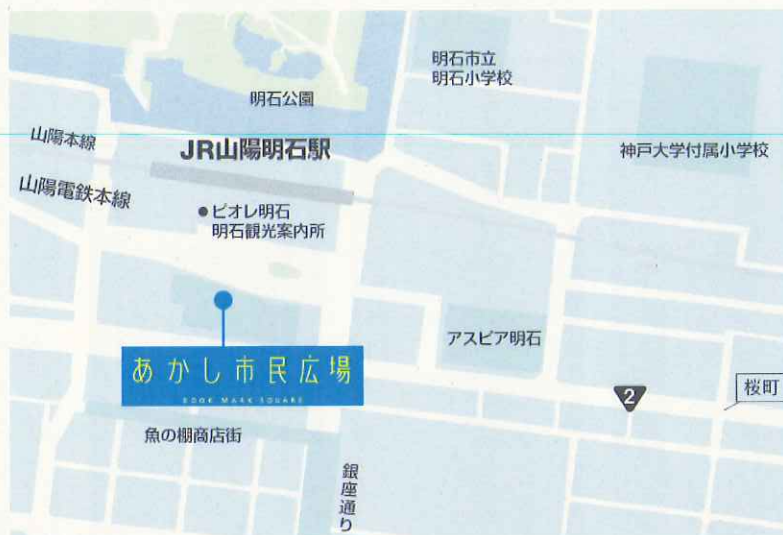 明石市立
明石小学校
明石公園
山陽本線
JR山陽明石駅
神戸大学付属小学校
山陽電鉄本線
ピオレ明石
明石観光案内所
アスピア明石
あかし市民広場
BOOK MARK SQUARE
2
桜町
魚の棚商店街
銀座通り